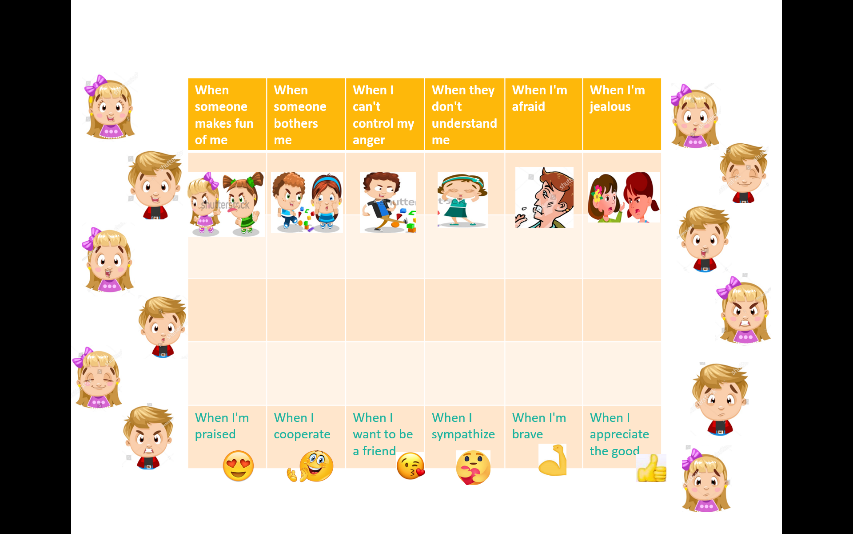 When someone makes fun of me
When someone bothers me
When I can't control my anger
When they don't understand me
When I'm afraid
When I'm jealous
When I'm praised
When I cooperate
When I want to be a friend
When I sympathize
When I'm brave
When I appreciate the good